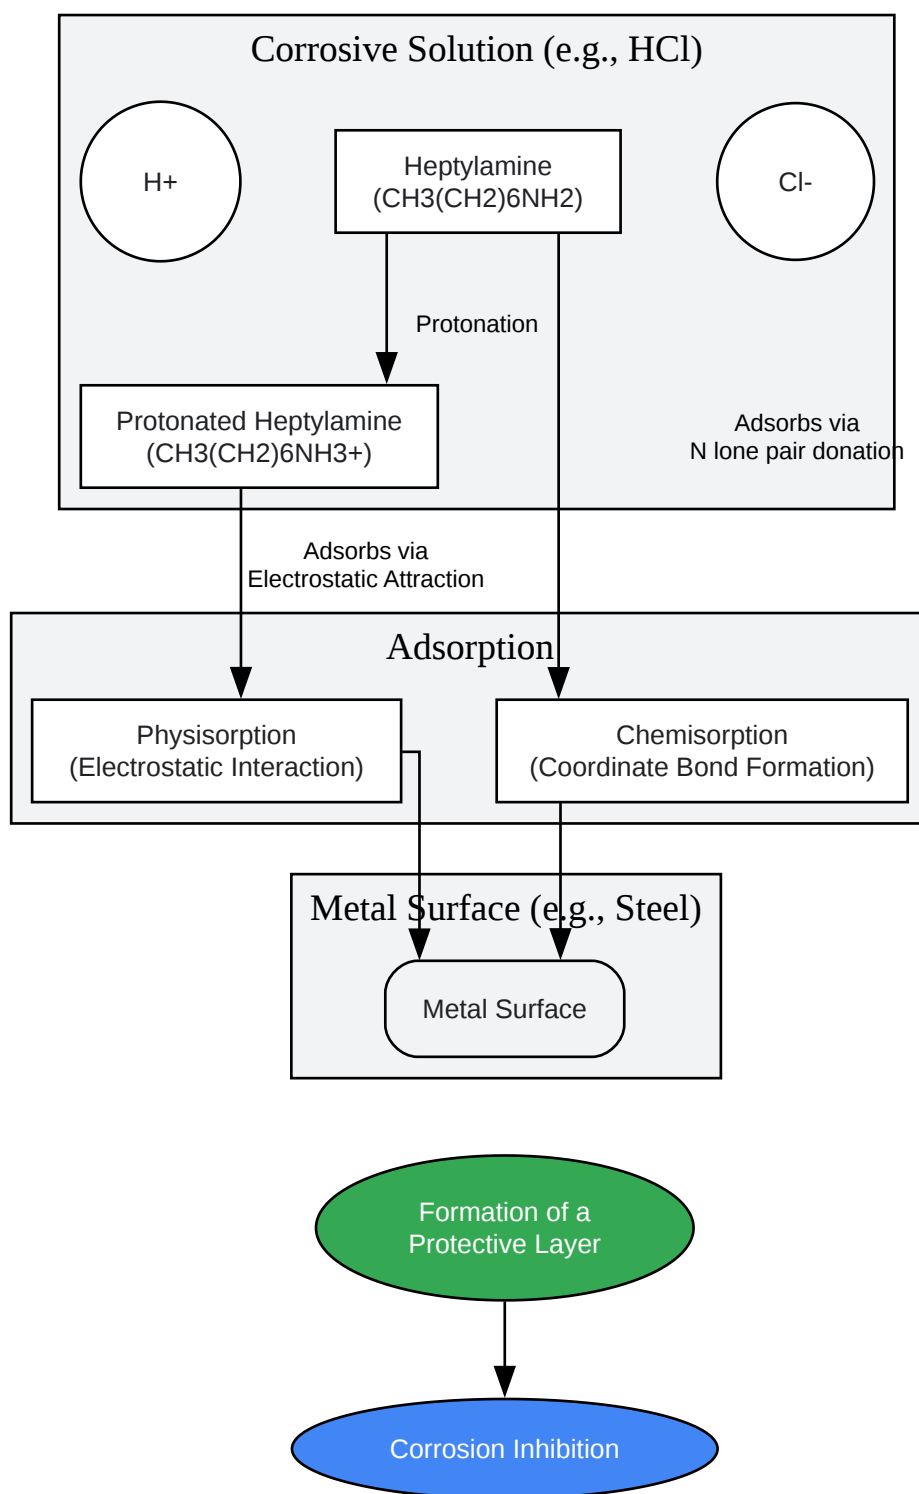 Corrosive Solution (e.g., HCl)
H+
Heptylamine
(CH3(CH2)6NH2)
Cl-
Protonation
Protonated Heptylamine
(CH3(CH2)6NH3+)
Adsorbs via
N lone pair donation
Adsorbs via
Electrostatic Attraction
Adsorption
Physisorption
(Electrostatic Interaction)
Chemisorption
(Coordinate Bond Formation)
Metal Surface (e.g., Steel)
Metal Surface
Formation of a
Protective Layer
Corrosion Inhibition